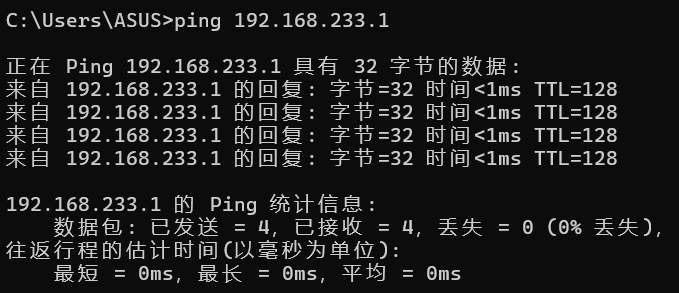 C:\Users\ASUS>ping 192.168.233.1
正在 Ping 192.168.233.1 具有 32 字节的数据:
来自 192.168.233.1 的回复: 字节=32 时间<1ms TTL=128
来自 192.168.233.1 的回复: 字节=32 时间<1ms TTL=128
来自 192.168.233.1 的回复: 字节=32 时间<1ms TTL=128
来自 192.168.233.1 的回复: 字节=32 时间<1ms TTL=128
192.168.233.1 的 Ping 统计信息:
数据包: 已发送 = 4, 已接收 = 4, 丢失 = 0 (0% 丢失),
往返行程的估计时间(以毫秒为单位):
最短 = 0ms, 最长 = 0ms, 平均 = 0ms